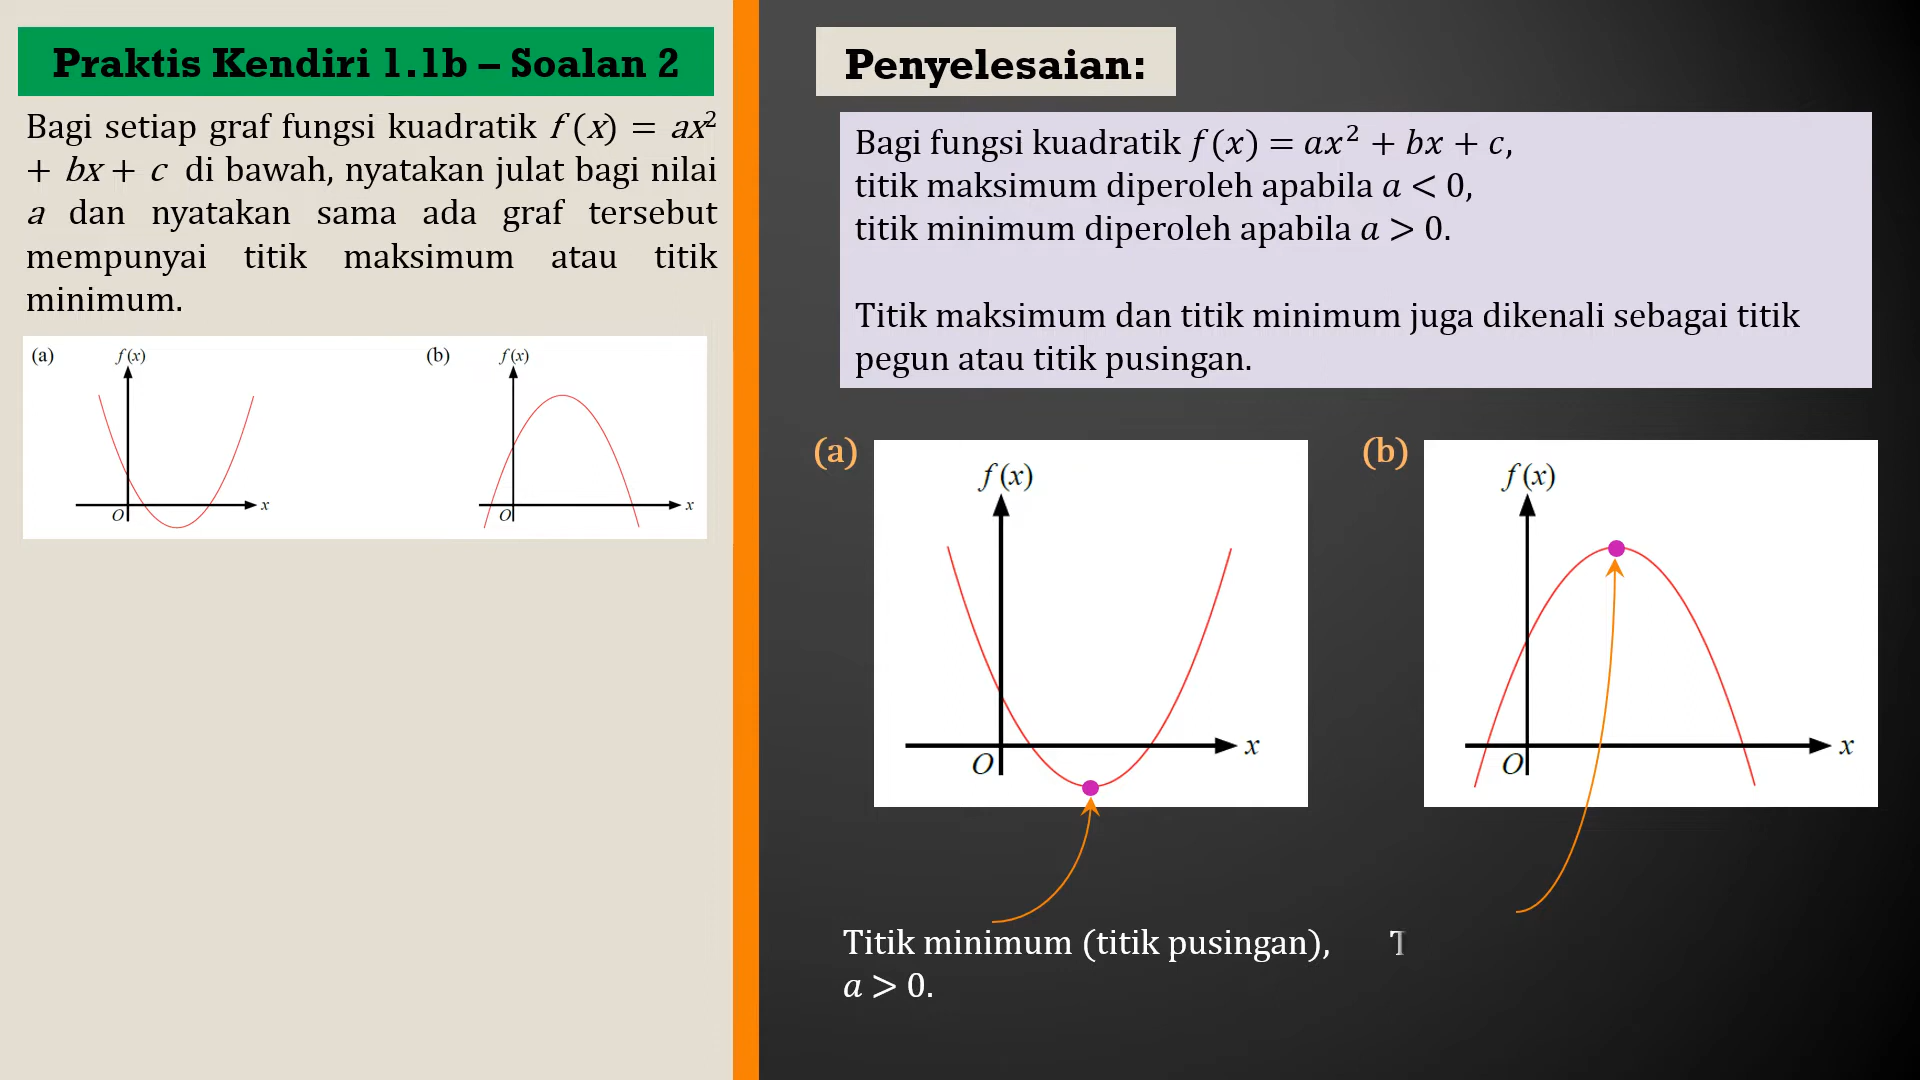 Praktis Kendiri 1.1b – Soalan 2
Bagi setiap graf fungsi kuadratik f (x) = ax²
+ bx + c di bawah, nyatakan julat bagi nilai
a dan nyatakan sama ada graf tersebut
mempunyai titik maksimum atau titik
minimum.
(a) f (x)
O x
(b) f (x)
O x
Penyelesaian:
Bagi fungsi kuadratik f (x) = ax² + bx + c,
titik maksimum diperoleh apabila a < 0,
titik minimum diperoleh apabila a > 0.
Titik maksimum dan titik minimum juga dikenali sebagai titik
pegun atau titik pusingan.
(a)
f (x)
O x
Titik minimum (titik pusingan),
a > 0.
(b)
f (x)
O x
T